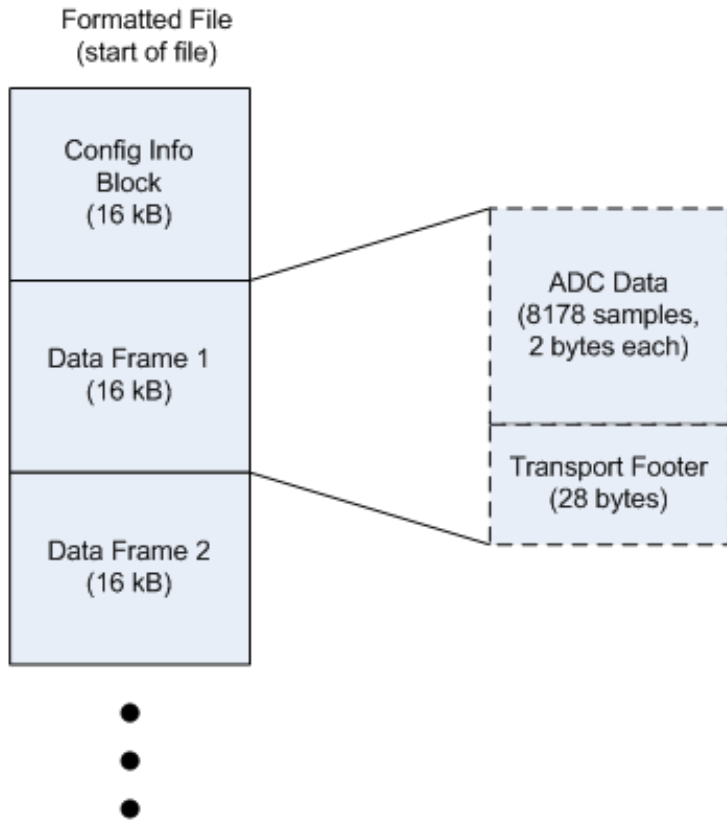 Formatted File
(start of file)
Config Info
Block
(16 kB)
Data Frame 1
(16 kB)
Data Frame 2
(16 kB)
ADC Data
(8178 samples,
2 bytes each)
Transport Footer
(28 bytes)